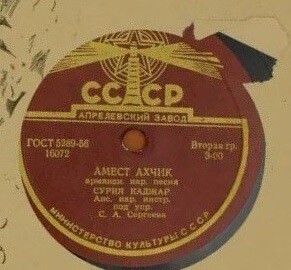 СССР
АПРЕЛЕВСКИЙ ЗАВОД
ГОСТ 5289-56
16072
Вторая гр.
3-00
АМЕСТ АХЧИК
армянск. нар. песня
СУРИЯ КАДЖАР
Анс. нар. инстр.
под упр.
С. А. Сергеева
МИНИСТЕРСТВО КУЛЬТУРЫ СССР